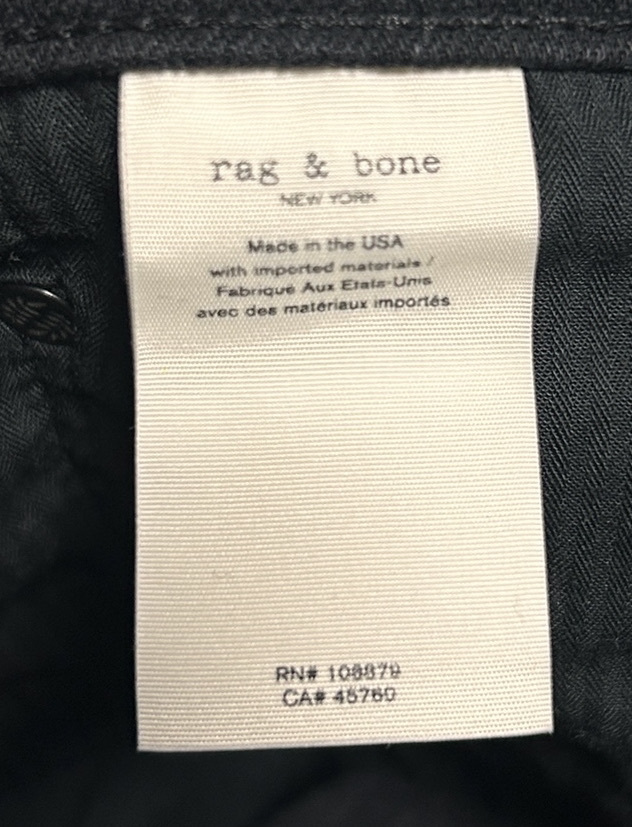 rag & bone
NEW YORK
Made in the USA
with imported materials /
Fabriqué Aux Etats-Unis
avec des matériaux importés
RN# 108879
CA# 45760